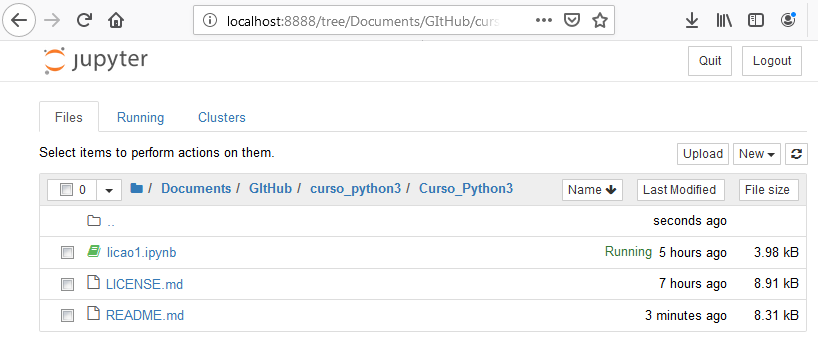 localhost:8888/tree/Documents/GItHub/curs
jupyter
Quit
Logout
Files
Running
Clusters
Select items to perform actions on them.
Upload
New
0
/ Documents / GItHub / curso_python3 / Curso_Python3
Name
Last Modified
File size
..
seconds ago
licao1.ipynb
Running 5 hours ago
3.98 kB
LICENSE.md
7 hours ago
8.91 kB
README.md
3 minutes ago
8.31 kB